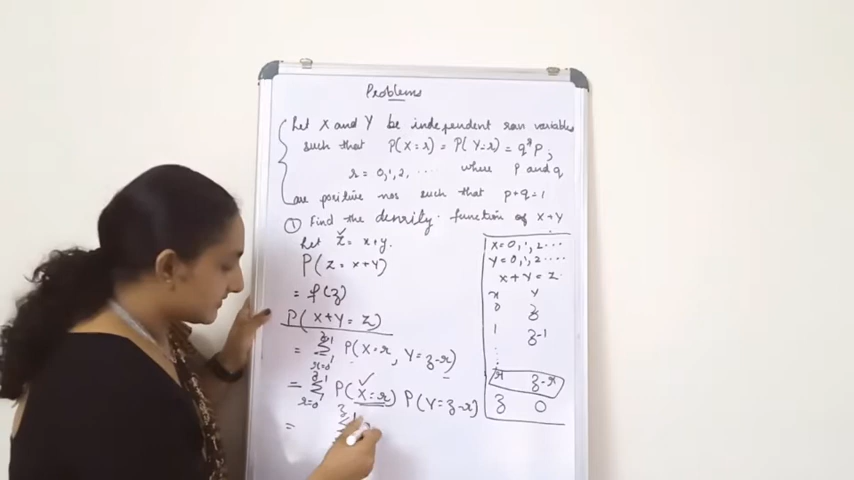 Problems
Let X and Y be independent ran variables
such that P(X=r) = P(Y=r) = q^r p ;
r = 0,1,2, .... where p and q
are positive nos such that p+q=1
① Find the density function of X+Y
Let Z = X+Y.
P(Z = X+Y)
= f(z)
P(X+Y = Z)
= Σ P(X=r, Y=z-r)
r=0
= Σ P(X=r) P(Y=z-r)
r=0
=
X=0,1,2...
Y=0,1,2....
X+Y=Z.
x y
0 z
1 z-1
r z-r
z 0